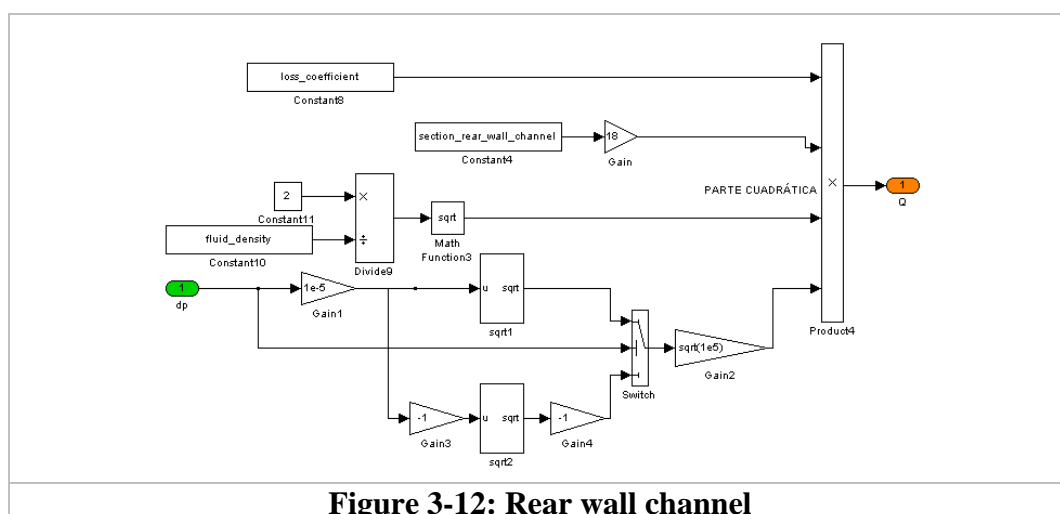 loss_coefficient
Constant8
section_rear_wall_channel
Constant4
18
Gain
PARTE CUADRÁTICA
×
1
Q
2
Constant11
×
÷
Divide9
sqrt
Math
Function3
fluid_density
Constant10
1
dp
1e-5
Gain1
u sqrt
sqrt1
Switch
sqrt(1e5)
Gain2
Product4
-1
Gain3
u sqrt
sqrt2
-1
Gain4
Figure 3-12: Rear wall channel